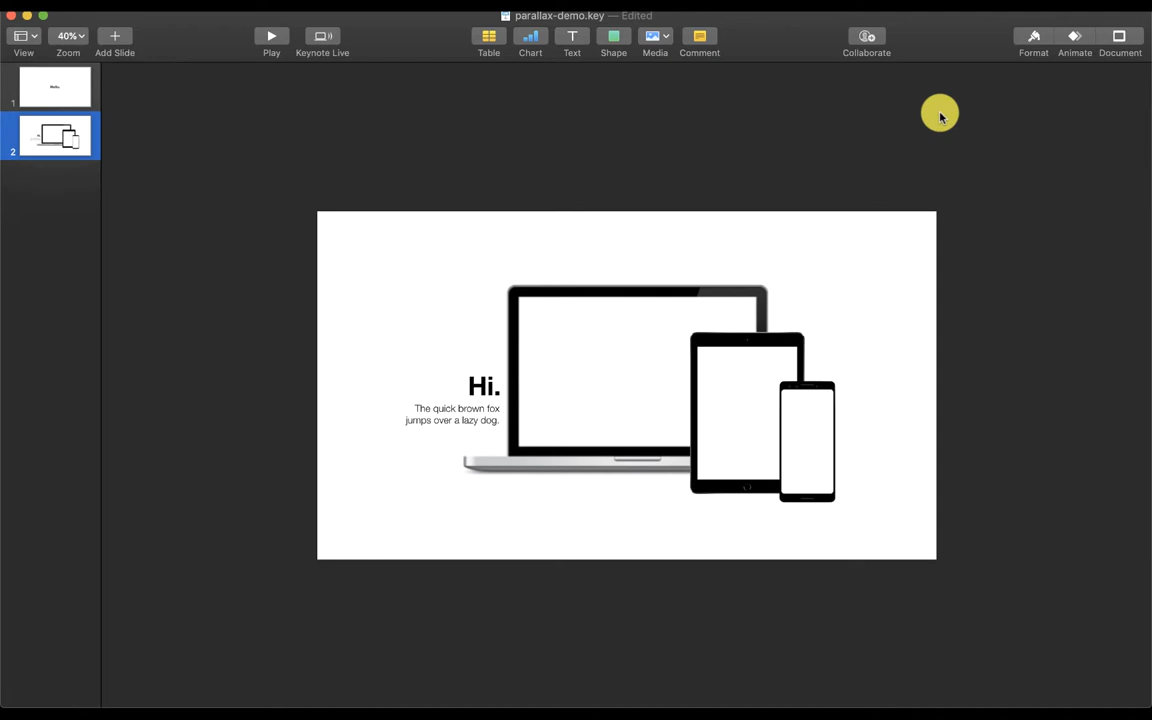 parallax-demo.key — Edited
40%
View
Zoom
Add Slide
Play
Keynote Live
Table
Chart
T
Text
Shape
Media
Comment
Collaborate
Format
Animate
Document
Hello.
1
2
Hi.
The quick brown fox
jumps over a lazy dog.